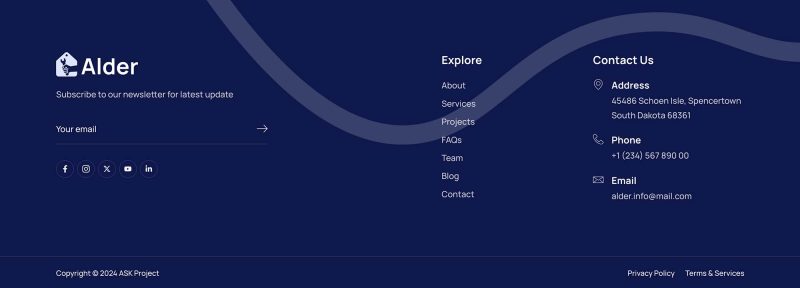 Alder
Subscribe to our newsletter for latest update
Your email
Explore
About
Services
Projects
FAQs
Team
Blog
Contact
Contact Us
Address
45486 Schoen Isle, Spencertown
South Dakota 68361
Phone
+1 (234) 567 890 00
Email
alder.info@mail.com
Copyright © 2024 ASK Project
Privacy Policy
Terms & Services